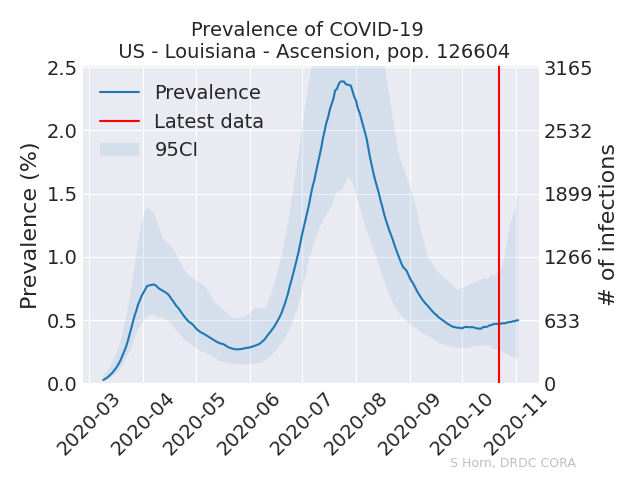 Prevalence of COVID-19
US - Louisiana - Ascension, pop. 126604
Prevalence
Latest data
95CI
Prevalence (%)
2.5
2.0
1.5
1.0
0.5
0.0
3165
2532
1899
1266
633
0
# of infections
2020-03
2020-04
2020-05
2020-06
2020-07
2020-08
2020-09
2020-10
2020-11
S Horn, DRDC CORA